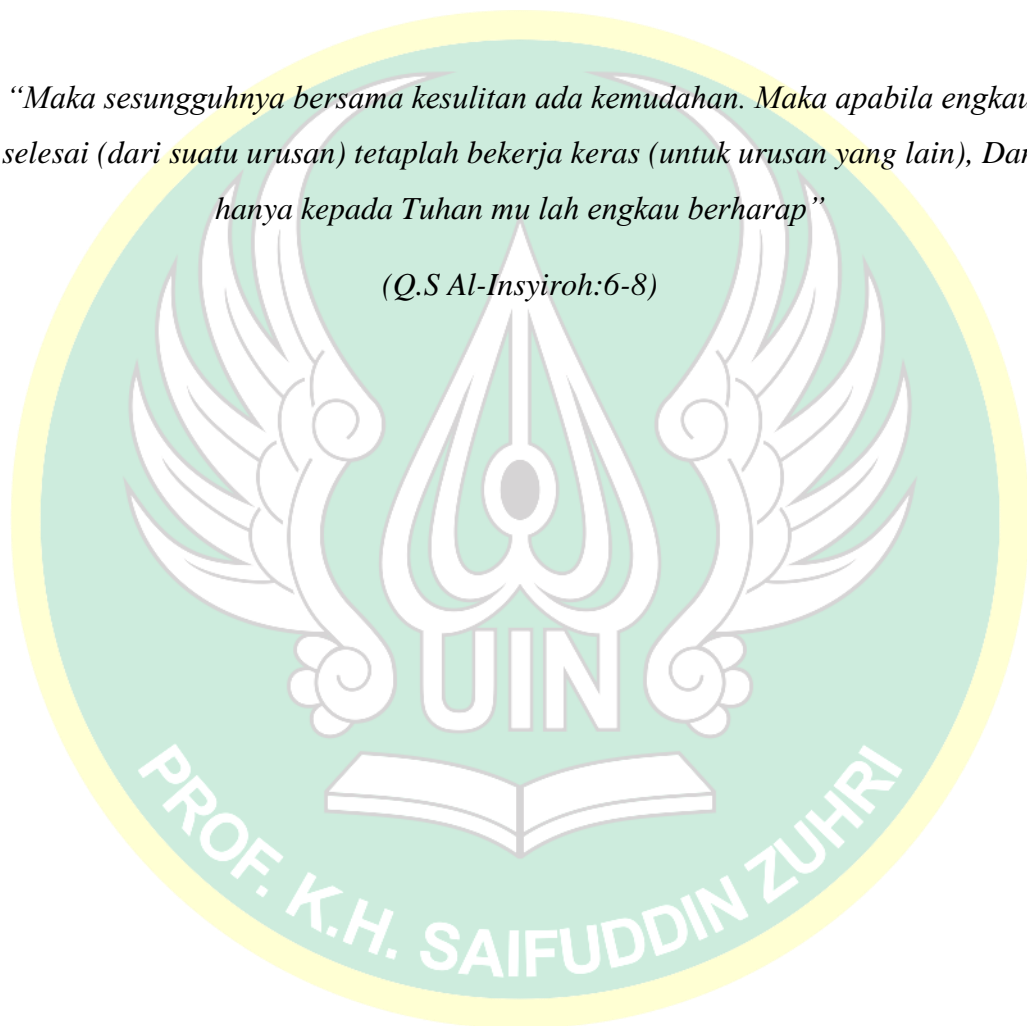 “Maka sesungguhnya bersama kesulitan ada kemudahan. Maka apabila engkau
selesai (dari suatu urusan) tetaplah bekerja keras (untuk urusan yang lain), Dan
hanya kepada Tuhan mu lah engkau berharap”
(Q.S Al-Insyiroh:6-8)
UIN
PROF. K.H. SAIFUDDIN ZUHRI